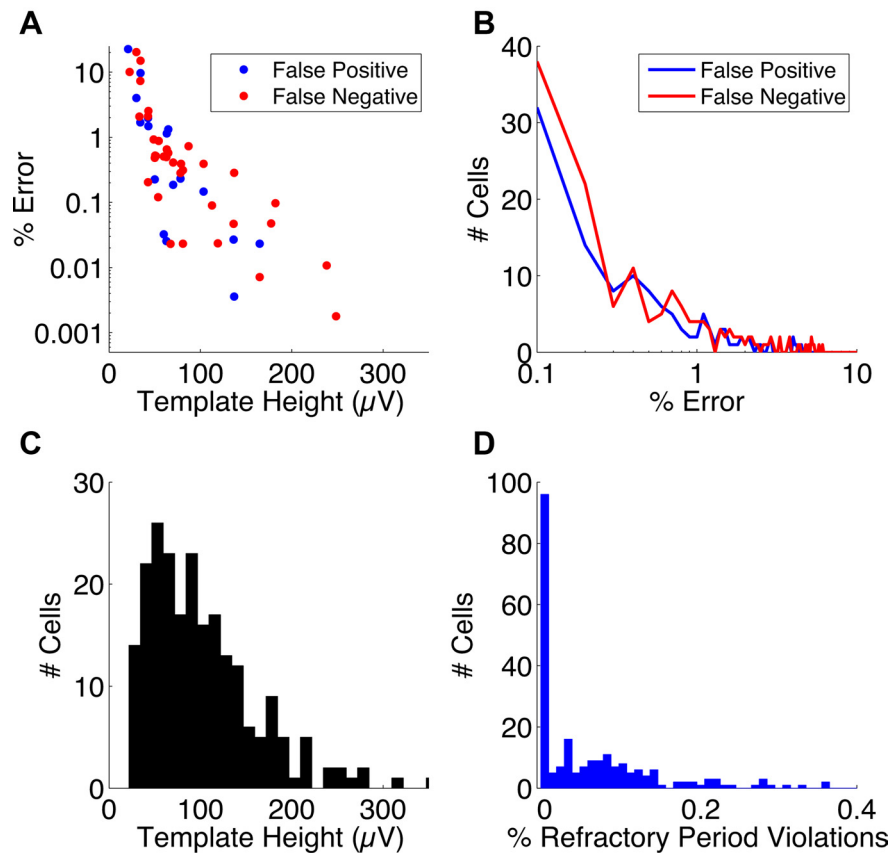 A
% Error
10
1
0.1
0.01
0.001
False Positive
False Negative
0
100
200
300
Template Height (µV)
B
# Cells
40
30
20
10
0
False Positive
False Negative
0.1
1
10
% Error
C
# Cells
30
20
10
0
0
100
200
300
Template Height (µV)
D
# Cells
100
80
60
40
20
0
0
0.2
0.4
% Refractory Period Violations